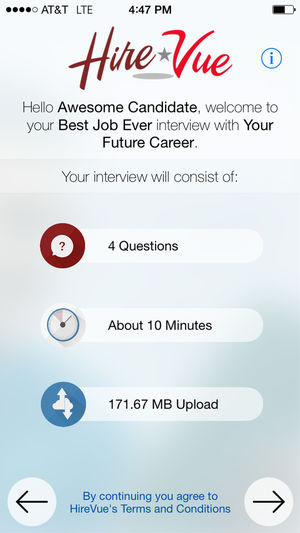 AT&T LTE 4:47 PM
Hire Vue
Hello Awesome Candidate, welcome to
your Best Job Ever interview with Your
Future Career.
Your interview will consist of:
? 4 Questions
About 10 Minutes
171.67 MB Upload
By continuing you agree to
HireVue's Terms and Conditions